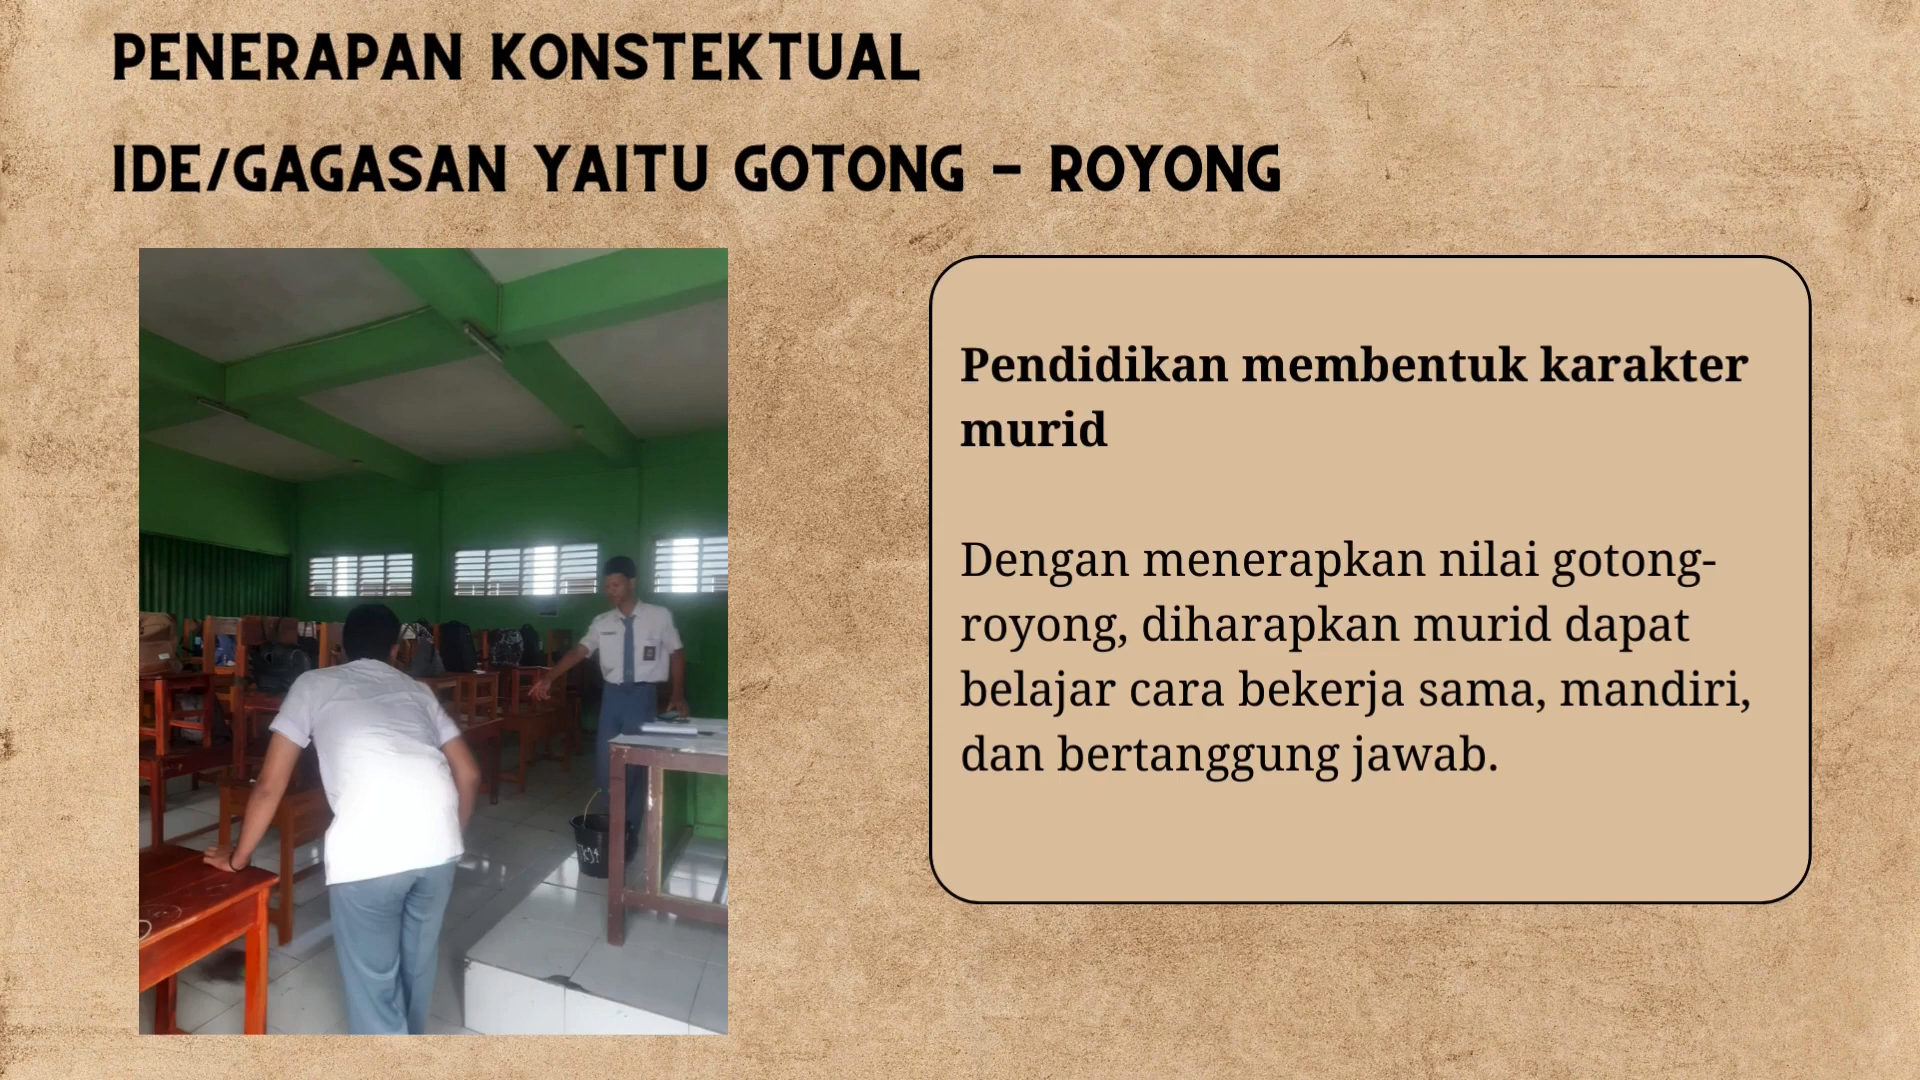 PENERAPAN KONSTEKTUAL
IDE/GAGASAN YAITU GOTONG - ROYONG
Pendidikan membentuk karakter
murid
Dengan menerapkan nilai gotong-
royong, diharapkan murid dapat
belajar cara bekerja sama, mandiri,
dan bertanggung jawab.